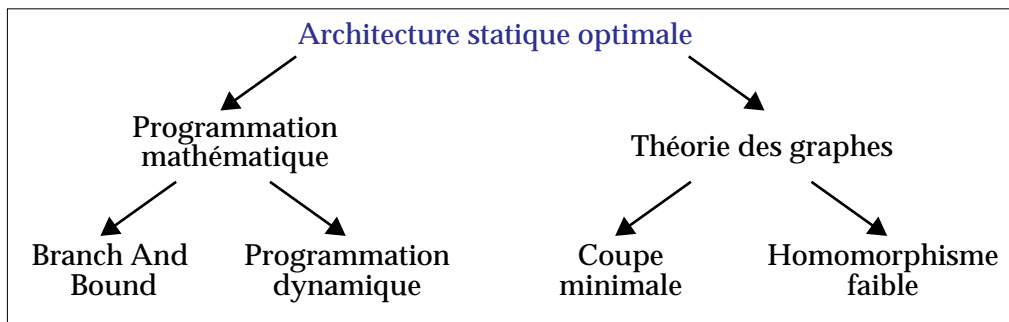 Architecture statique optimale
Programmation
mathématique
Théorie des graphes
Branch And
Bound
Programmation
dynamique
Coupe
minimale
Homomorphisme
faible